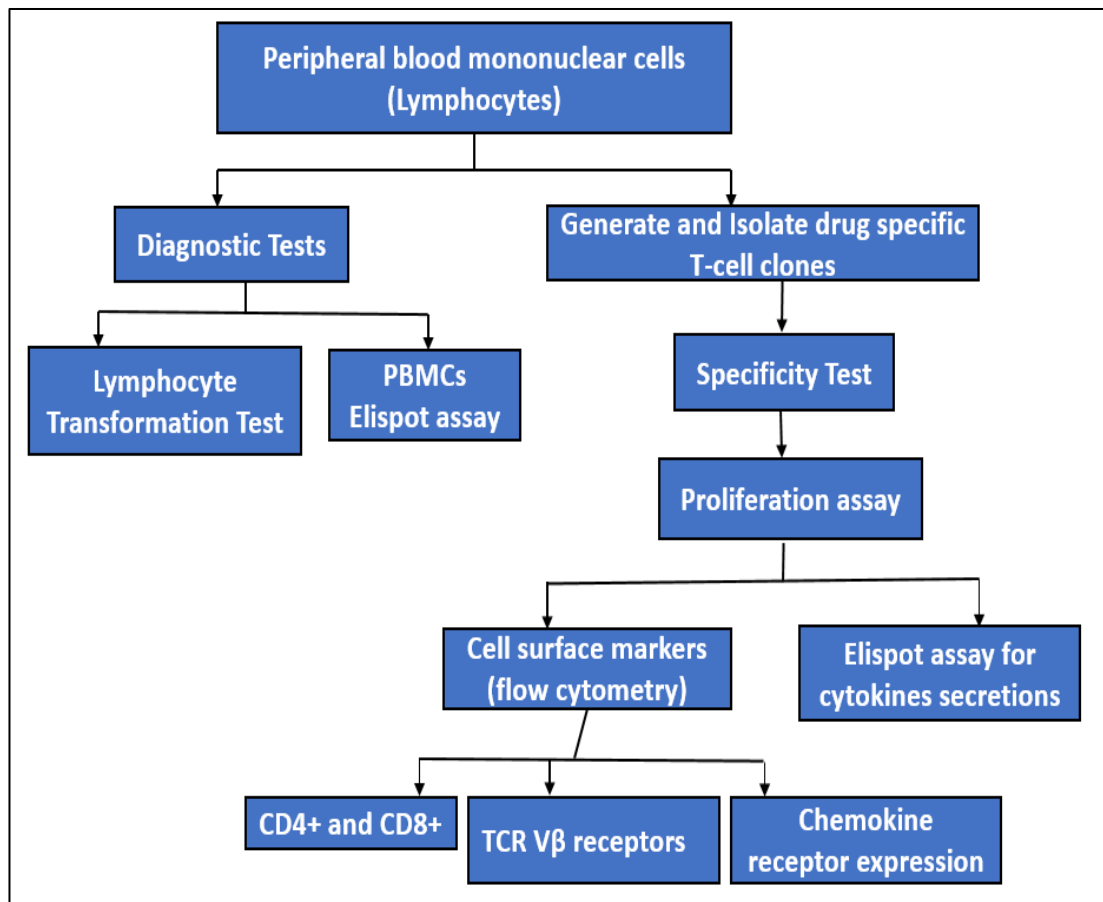 Peripheral blood mononuclear cells
(Lymphocytes)
Diagnostic Tests
Generate and Isolate drug specific
T-cell clones
Lymphocyte
Transformation Test
PBMCs
Elispot assay
Specificity Test
Proliferation assay
Cell surface markers
(flow cytometry)
Elispot assay for
cytokines secretions
CD4+ and CD8+
TCR Vβ receptors
Chemokine
receptor expression